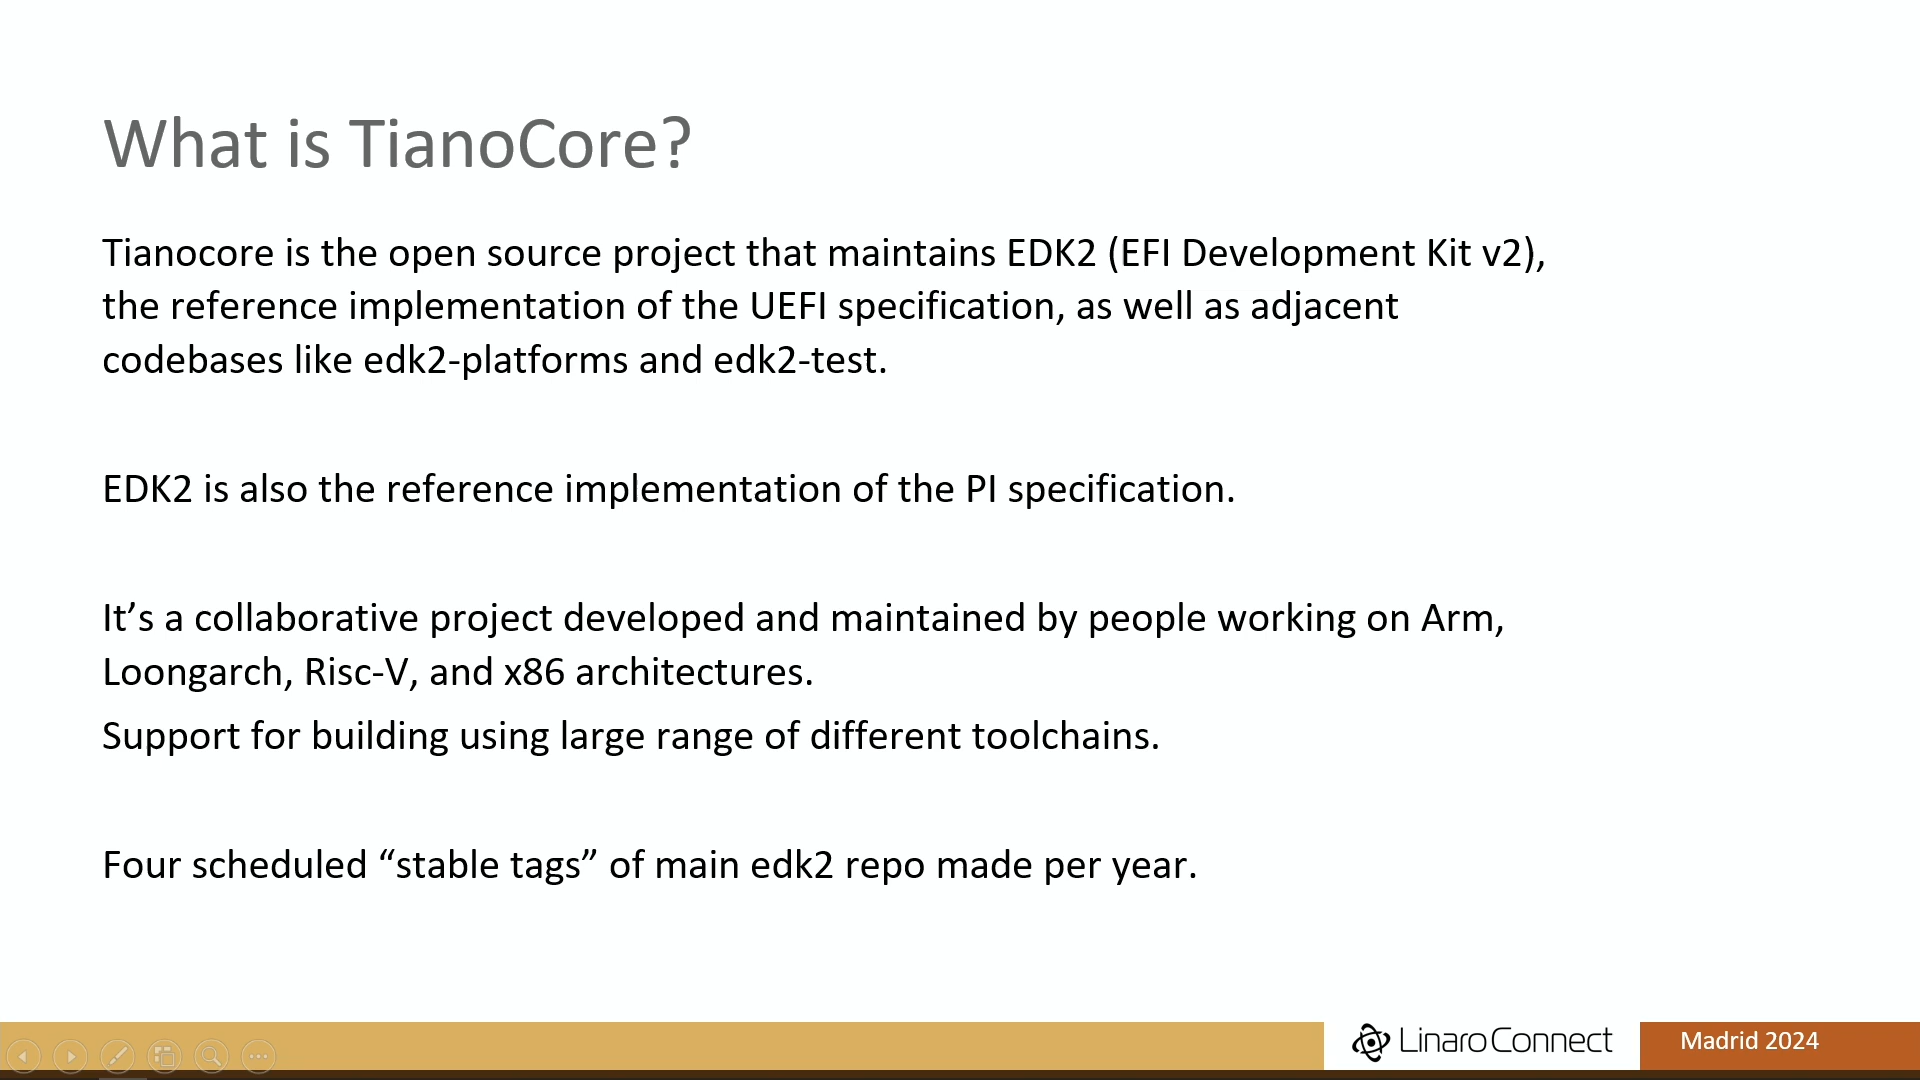 What is TianoCore?
Tianocore is the open source project that maintains EDK2 (EFI Development Kit v2),
the reference implementation of the UEFI specification, as well as adjacent
codebases like edk2-platforms and edk2-test.
EDK2 is also the reference implementation of the PI specification.
It’s a collaborative project developed and maintained by people working on Arm,
Loongarch, Risc-V, and x86 architectures.
Support for building using large range of different toolchains.
Four scheduled “stable tags” of main edk2 repo made per year.
Linaro Connect
Madrid 2024